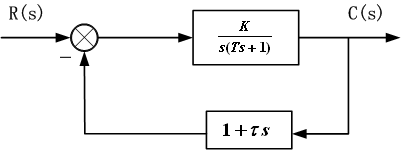 R(s)
C(s)
K
s(Ts+1)
−
1+τs